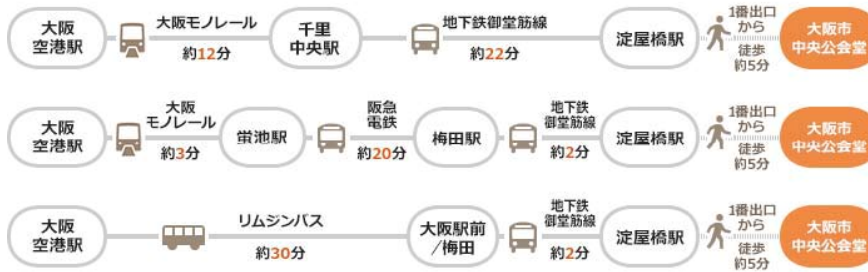 大阪
空港駅
大阪モノレール
約12分
千里
中央駅
地下鉄御堂筋線
約22分
淀屋橋駅
1番出口
から
徒歩
約5分
大阪市
中央公会堂
大阪
空港駅
大阪
モノレール
約3分
蛍池駅
阪急
電鉄
約20分
梅田駅
地下鉄
御堂筋線
約2分
淀屋橋駅
1番出口
から
徒歩
約5分
大阪市
中央公会堂
大阪
空港駅
リムジンバス
約30分
大阪駅前
/梅田
地下鉄
御堂筋線
約2分
淀屋橋駅
1番出口
から
徒歩
約5分
大阪市
中央公会堂